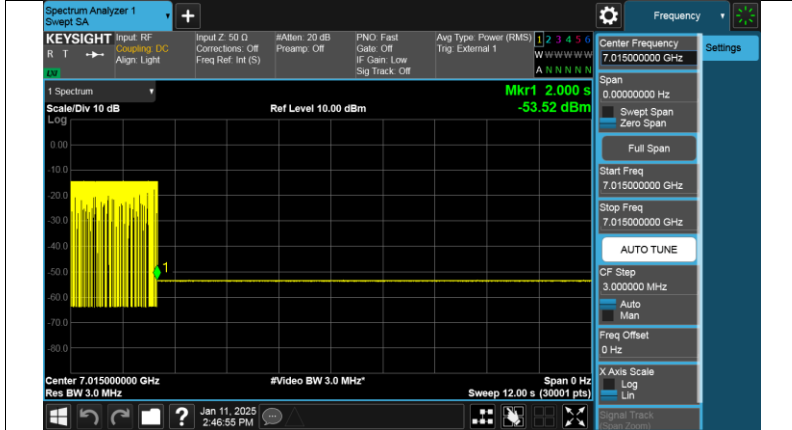 Spectrum Analyzer 1
Swept SA
Frequency
KEYSIGHT
R T
LU
Input: RF
Coupling: DC
Align: Light
Input Z: 50 Ω
Corrections: Off
Freq Ref: Int (S)
#Atten: 20 dB
Preamp: Off
PNO: Fast
Gate: Off
IF Gain: Low
Sig Track: Off
Avg Type: Power (RMS)
Trig: External 1
1 2 3 4 5 6
W W W W W W
A N N N N N
1 Spectrum
Scale/Div 10 dB
Ref Level 10.00 dBm
Mkr1 2.000 s
-53.52 dBm
Log
0.00
-10.0
-20.0
-30.0
-40.0
-50.0
-60.0
-70.0
-80.0
1
Center 7.015000000 GHz
Res BW 3.0 MHz
#Video BW 3.0 MHz*
Span 0 Hz
Sweep 12.00 s (30001 pts)
Jan 11, 2025
2:46:55 PM
Center Frequency
7.015000000 GHz
Settings
Span
0.00000000 Hz
Swept Span
Zero Span
Full Span
Start Freq
7.015000000 GHz
Stop Freq
7.015000000 GHz
AUTO TUNE
CF Step
3.000000 MHz
Auto
Man
Freq Offset
0 Hz
X Axis Scale
Log
Lin
Signal Track
(Span Zoom)